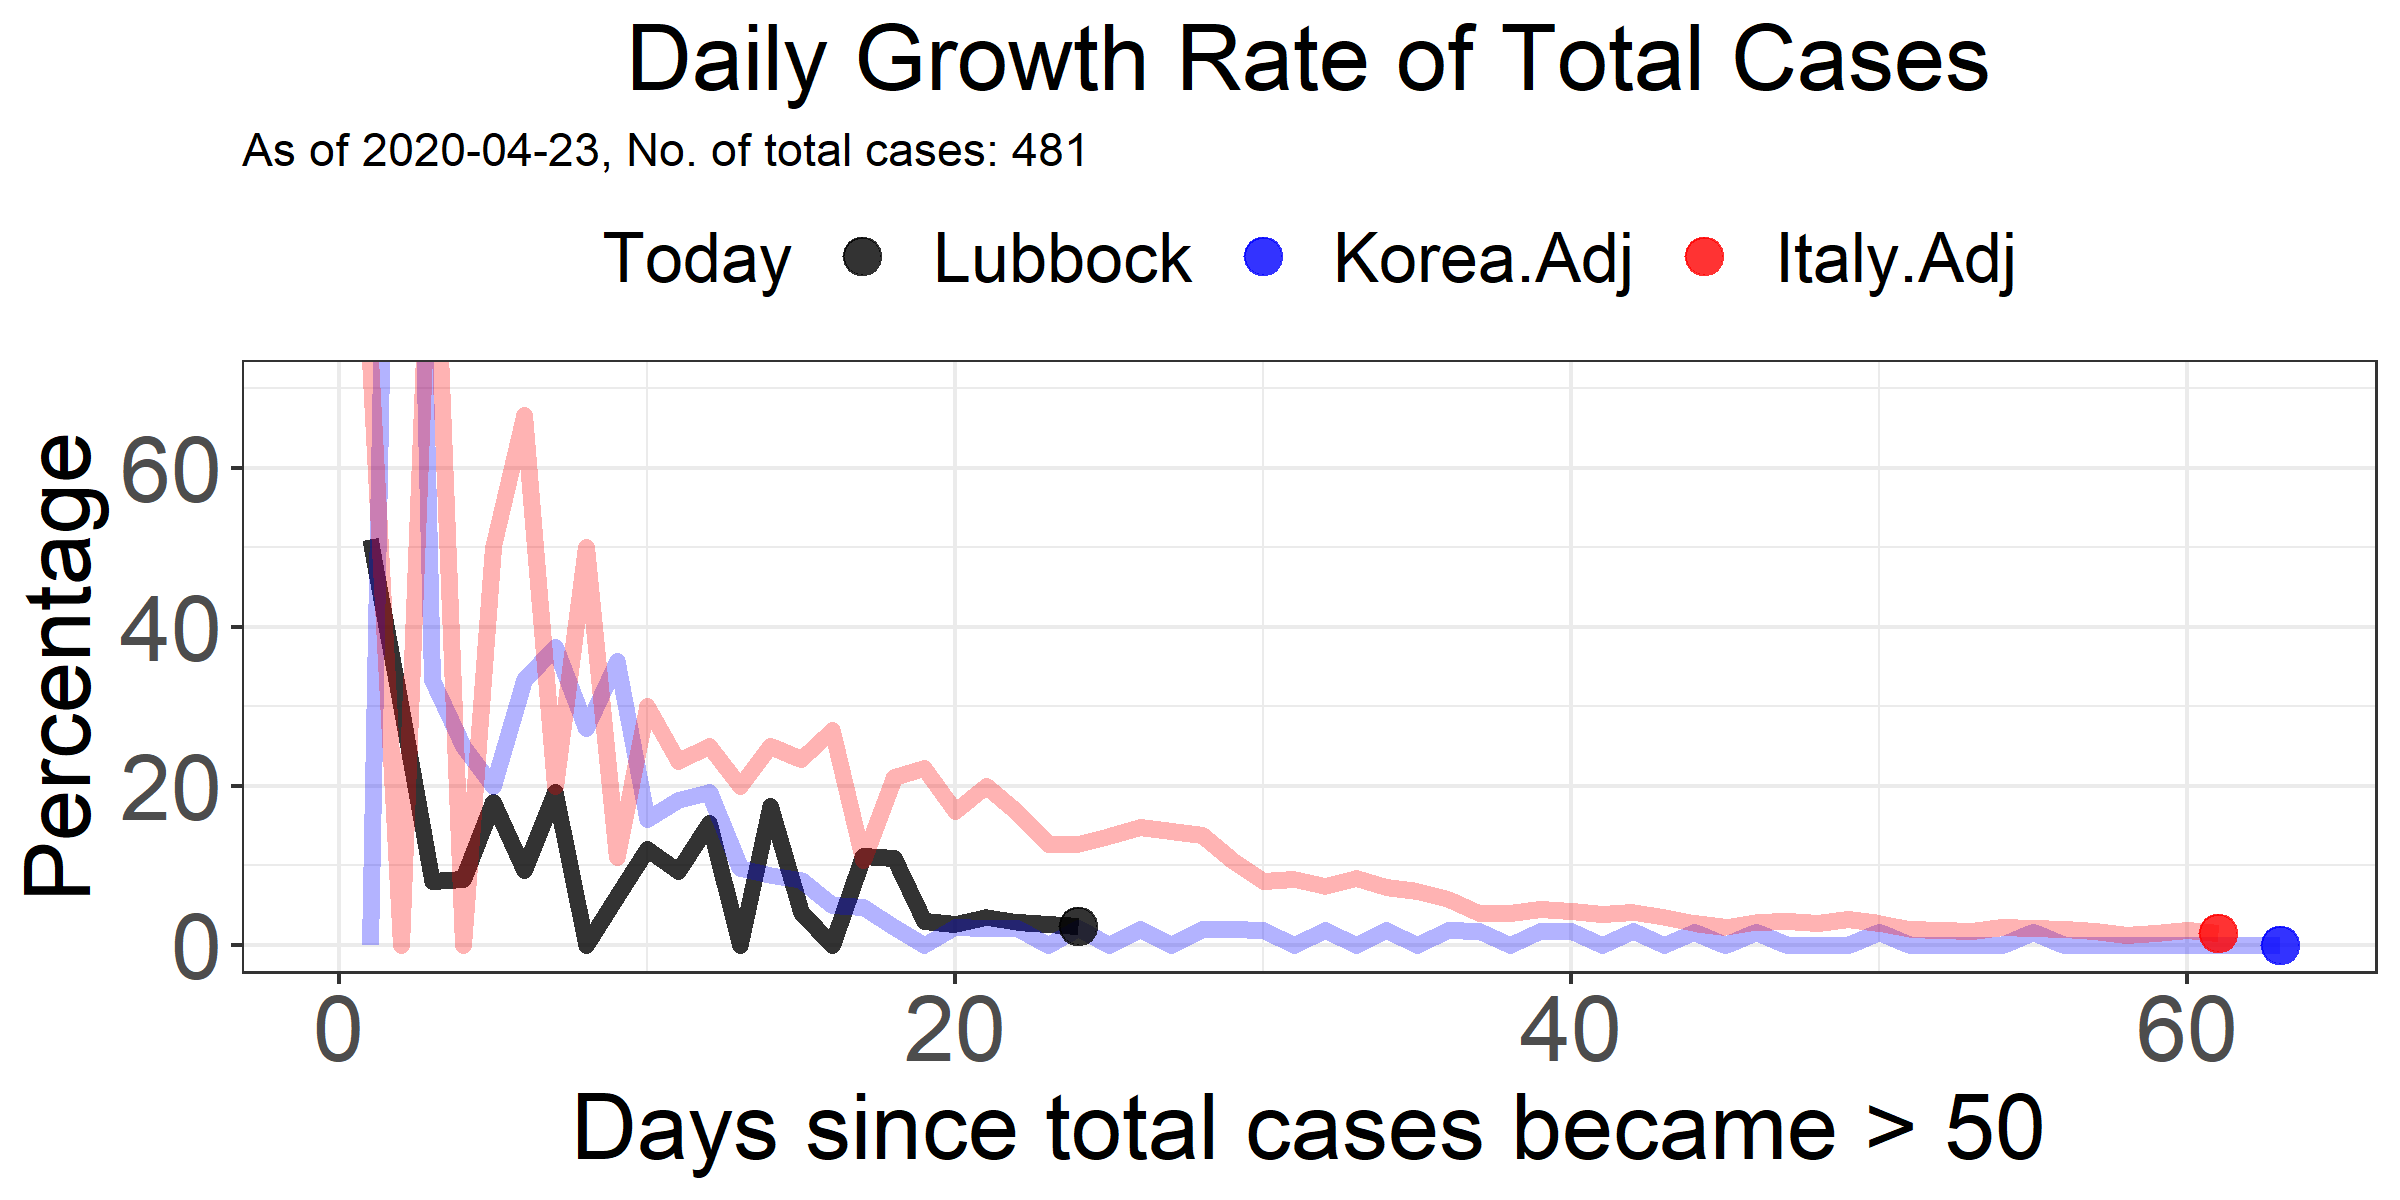 Daily Growth Rate of Total Cases
As of 2020-04-23, No. of total cases: 481
Today Lubbock Korea.Adj Italy.Adj
Percentage
60
40
20
0
0 20 40 60
Days since total cases became > 50